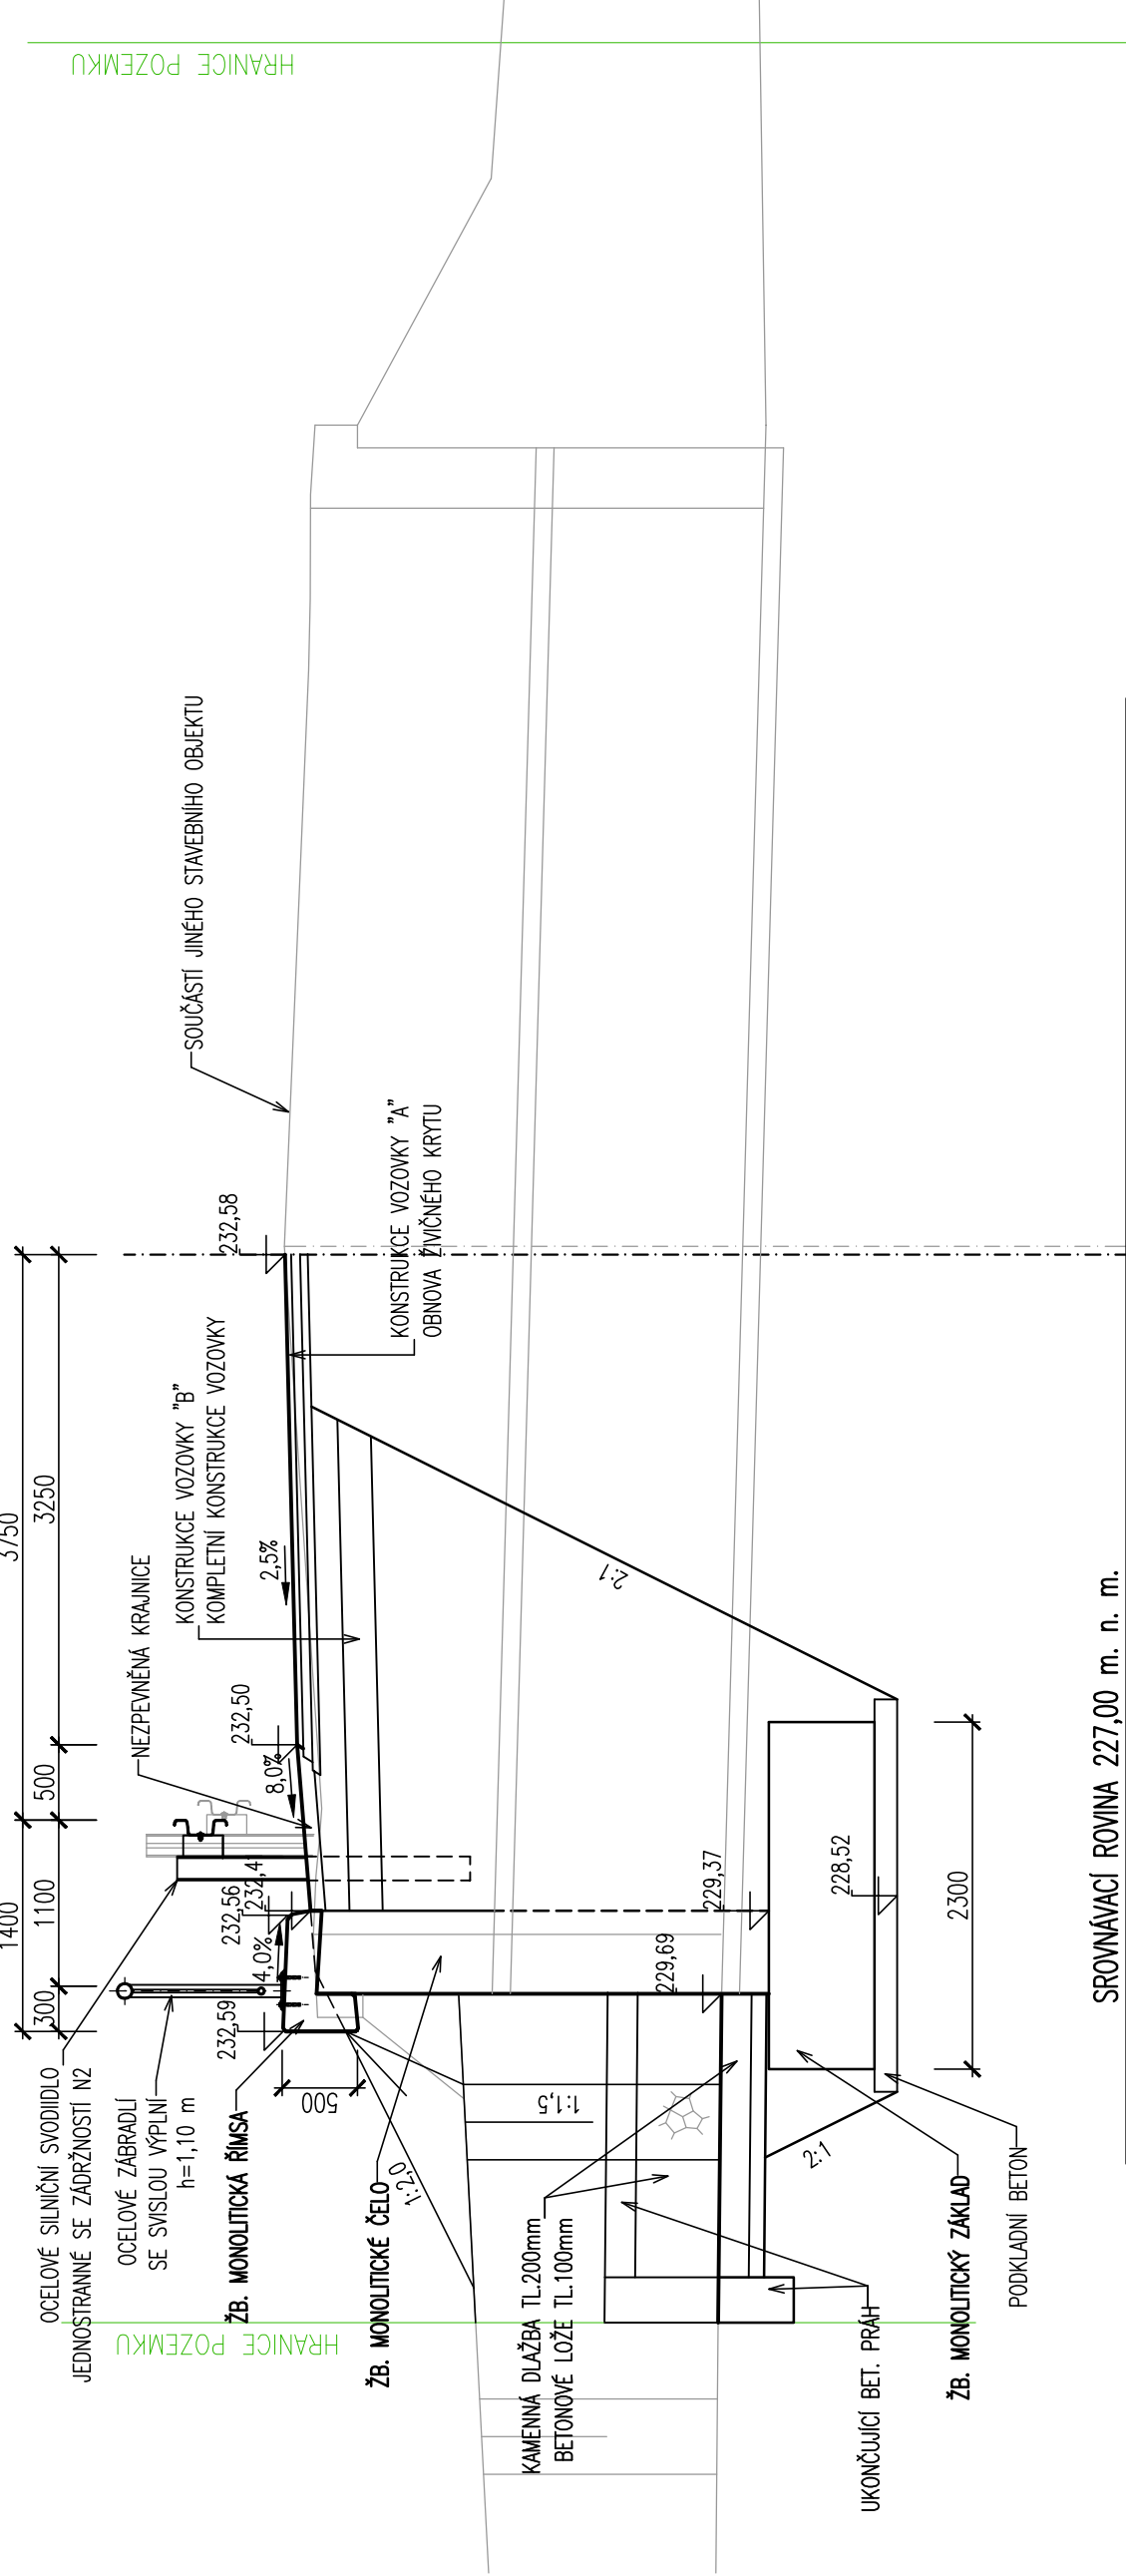 HRANICE POZEMKU
OCELOVÉ SILNIČNÍ SVODIIDLO
JEDNOSTRANNÉ SE ZÁDRŽNOSTÍ N2
OCELOVÉ ZÁBRADLÍ
SE SVISLOU VÝPLNÍ
h=1,10 m
ŽB. MONOLITICKÁ ŘÍMSA
ŽB. MONOLITICKÉ ČELO
KAMENNÁ DLAŽBA TL.200mm
BETONOVÉ LOŽE TL.100mm
UKONČUJÍCÍ BET. PRÁH
ŽB. MONOLITICKÝ ZÁKLAD
PODKLADNÍ BETON
1400
3750
300
1100
500
3250
500
232,59
4,0%
232,56
232,4
8,0%
232,50
2,5%
232,58
NEZPEVNĚNÁ KRAJNICE
KONSTRUKCE VOZOVKY "B"
KOMPLETNÍ KONSTRUKCE VOZOVKY
KONSTRUKCE VOZOVKY "A"
OBNOVA ŽIVIČNÉHO KRYTU
SOUČÁSTÍ JINÉHO STAVEBNÍHO OBJEKTU
1:2,0
1:1,5
2:1
2:1
229,69
229,37
228,52
2300
SROVNÁVACÍ ROVINA 227,00 m. n. m.
HRANICE POZEMKU